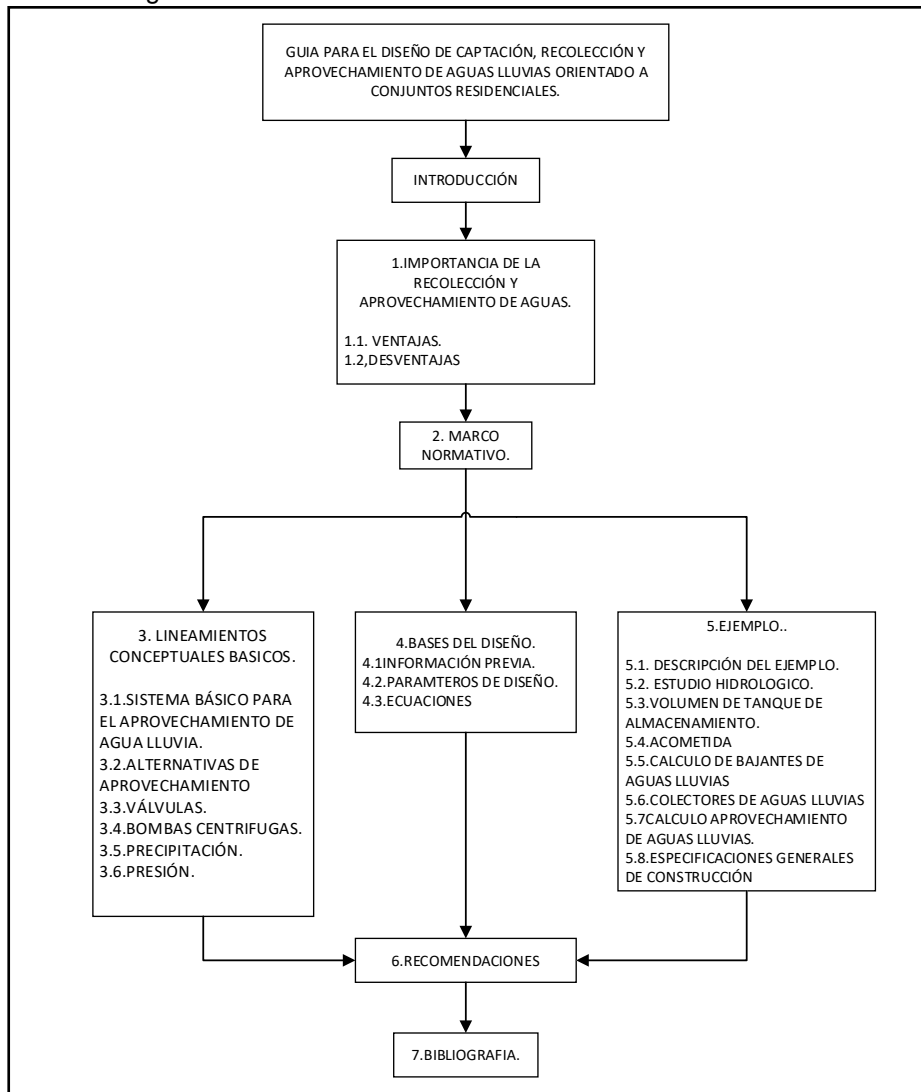 GUIA PARA EL DISEÑO DE CAPTACIÓN, RECOLECCIÓN Y
APROVECHAMIENTO DE AGUAS LLUVIAS ORIENTADO A
CONJUNTOS RESIDENCIALES.
INTRODUCCIÓN
1.IMPORTANCIA DE LA
RECOLECCIÓN Y
APROVECHAMIENTO DE AGUAS.
1.1. VENTAJAS.
1.2,DESVENTAJAS
2. MARCO
NORMATIVO.
3. LINEAMIENTOS
CONCEPTUALES BASICOS.
3.1.SISTEMA BÁSICO PARA
EL APROVECHAMIENTO DE
AGUA LLUVIA.
3.2.ALTERNATIVAS DE
APROVECHAMIENTO
3.3.VÁLVULAS.
3.4.BOMBAS CENTRIFUGAS.
3.5.PRECIPITACIÓN.
3.6.PRESIÓN.
4.BASES DEL DISEÑO.
4.1INFORMACIÓN PREVIA.
4.2.PARAMTEROS DE DISEÑO.
4.3.ECUACIONES
5.EJEMPLO..
5.1. DESCRIPCIÓN DEL EJEMPLO.
5.2. ESTUDIO HIDROLOGICO.
5.3.VOLUMEN DE TANQUE DE
ALMACENAMIENTO.
5.4.ACOMETIDA
5.5.CALCULO DE BAJANTES DE
AGUAS LLUVIAS
5.6.COLECTORES DE AGUAS LLUVIAS
5.7CALCULO APROVECHAMIENTO
DE AGUAS LLUVIAS.
5.8.ESPECIFICACIONES GENERALES
DE CONSTRUCCIÓN
6.RECOMENDACIONES
7.BIBLIOGRAFIA.